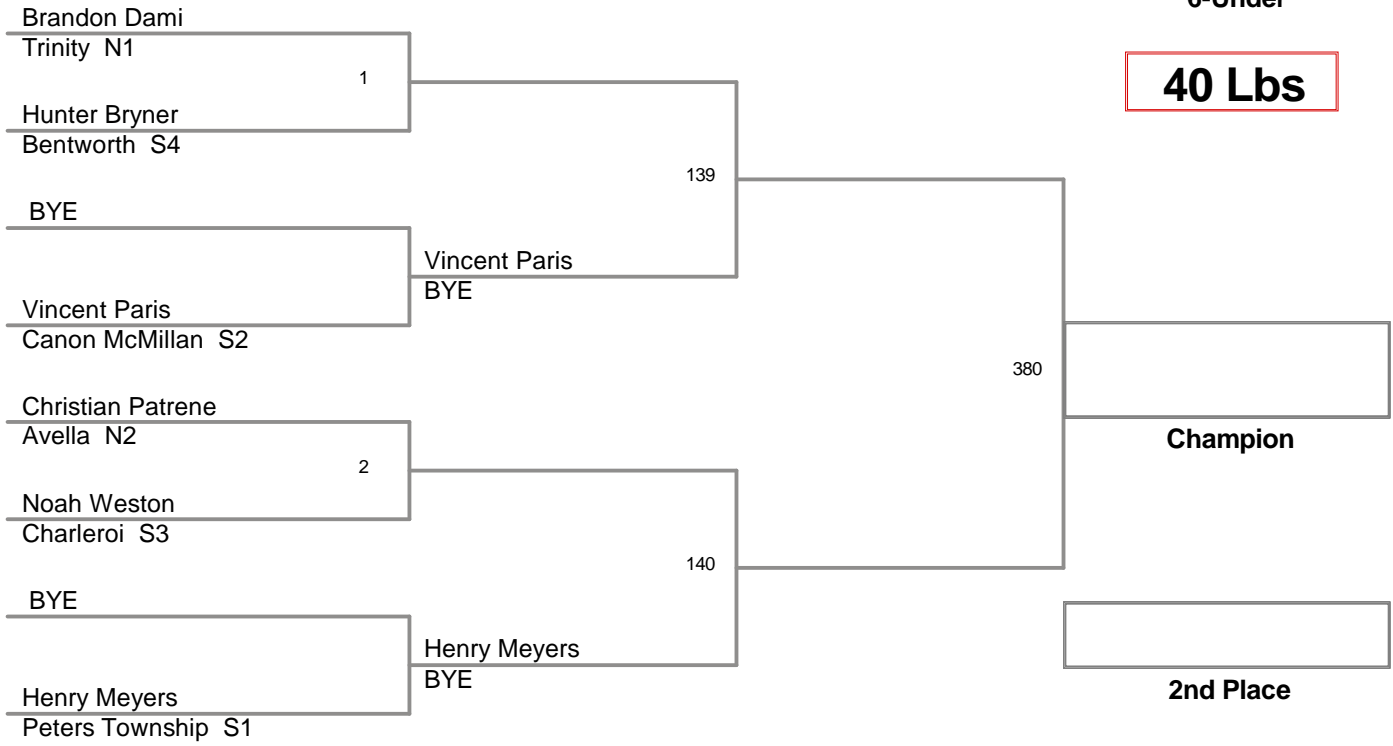 6-Under
40 Lbs
Brandon Dami
Trinity N1
1
Hunter Bryner
Bentworth S4
139
BYE
Vincent Paris
BYE
Vincent Paris
Canon McMillan S2
380
Christian Patrene
Avella N2
2
Noah Weston
Charleroi S3
140
BYE
Henry Meyers
BYE
Henry Meyers
Peters Township S1
Champion
2nd Place